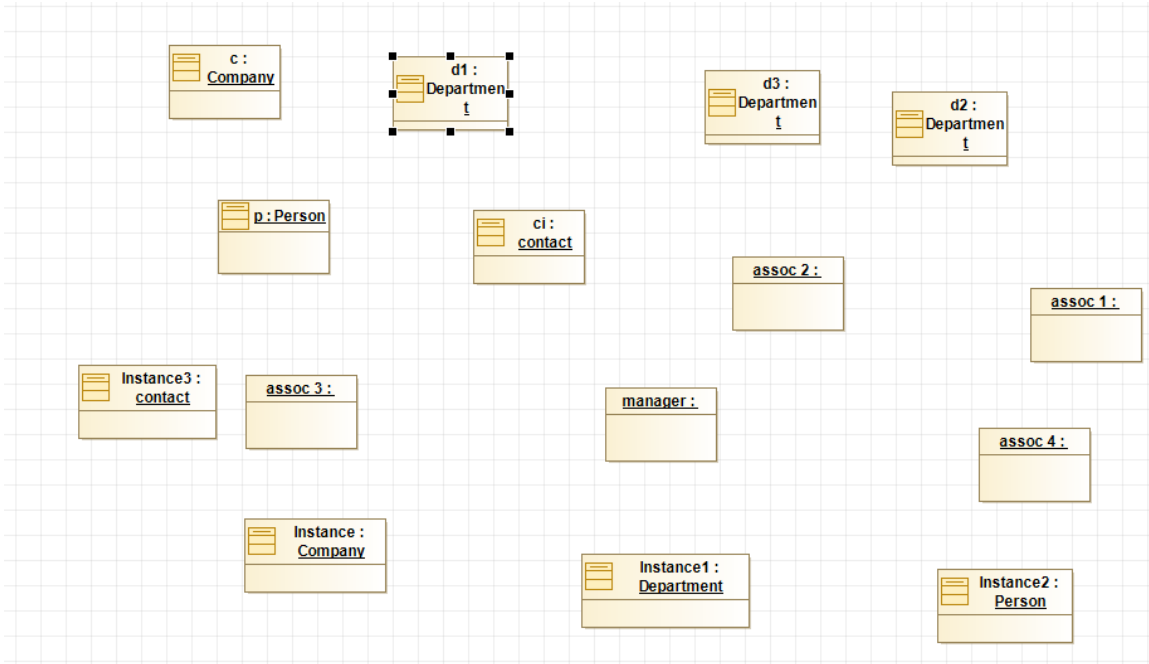 c :
Company
d1 :
Departmen
t
d3 :
Departmen
t
d2 :
Departmen
t
p : Person
ci :
contact
assoc 2 :
assoc 1 :
Instance3 :
contact
assoc 3 :
manager :
assoc 4 :
Instance :
Company
Instance1 :
Department
Instance2 :
Person